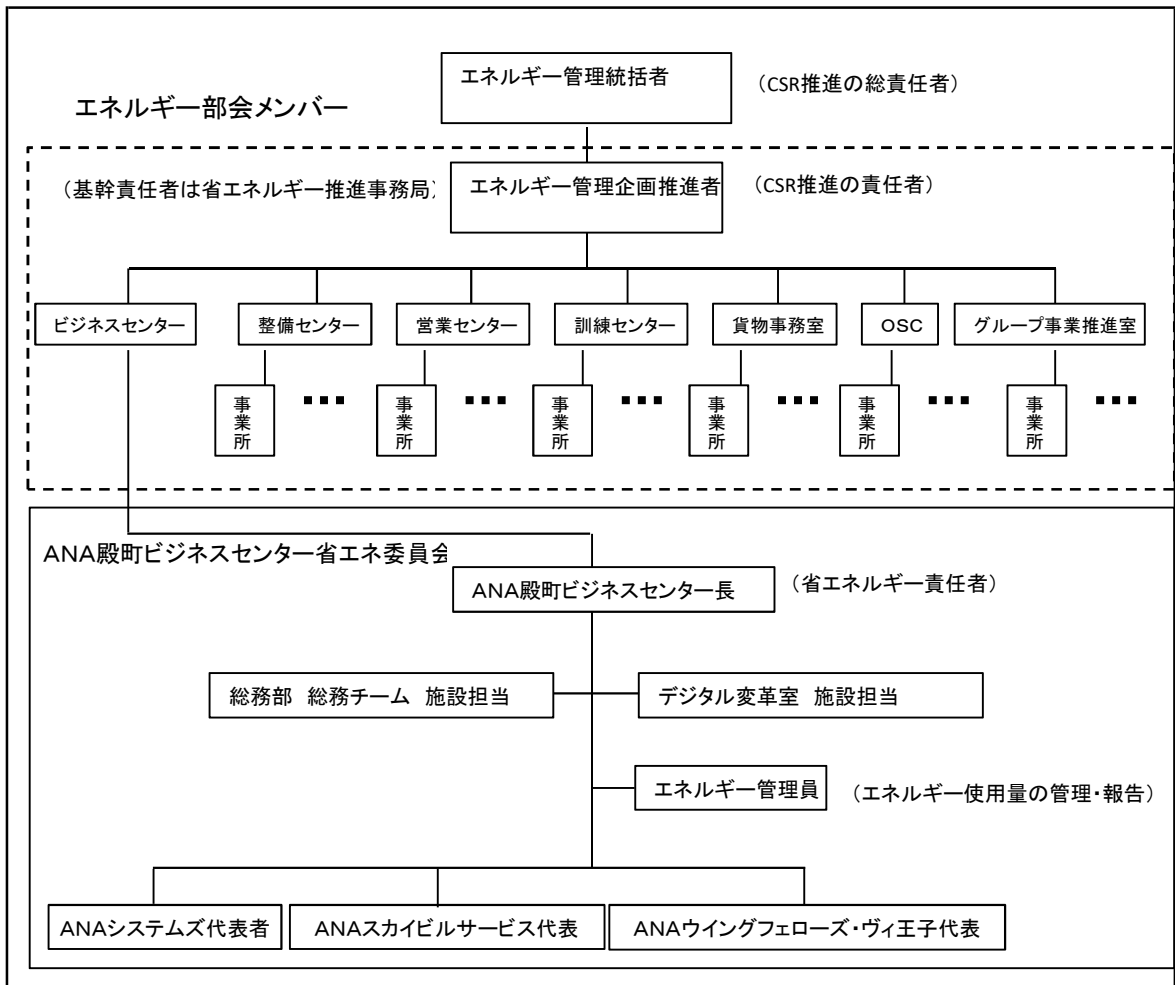 エネルギー管理統括者
（CSR推進の総責任者）
エネルギー部会メンバー
（基幹責任者は省エネルギー推進事務局）
エネルギー管理企画推進者
（CSR推進の責任者）
ビジネスセンター
整備センター
営業センター
訓練センター
貨物事務室
OSC
グループ事業推進室
事業所
・・・
事業所
・・・
事業所
・・・
事業所
・・・
事業所
・・・
事業所
・・・
ANA殿町ビジネスセンター省エネ委員会
ANA殿町ビジネスセンター長
（省エネルギー責任者）
総務部　総務チーム　施設担当
デジタル変革室　施設担当
エネルギー管理員
（エネルギー使用量の管理・報告）
ANAシステムズ代表者
ANAスカイビルサービス代表
ANAウイングフェローズ・ヴイ王子代表